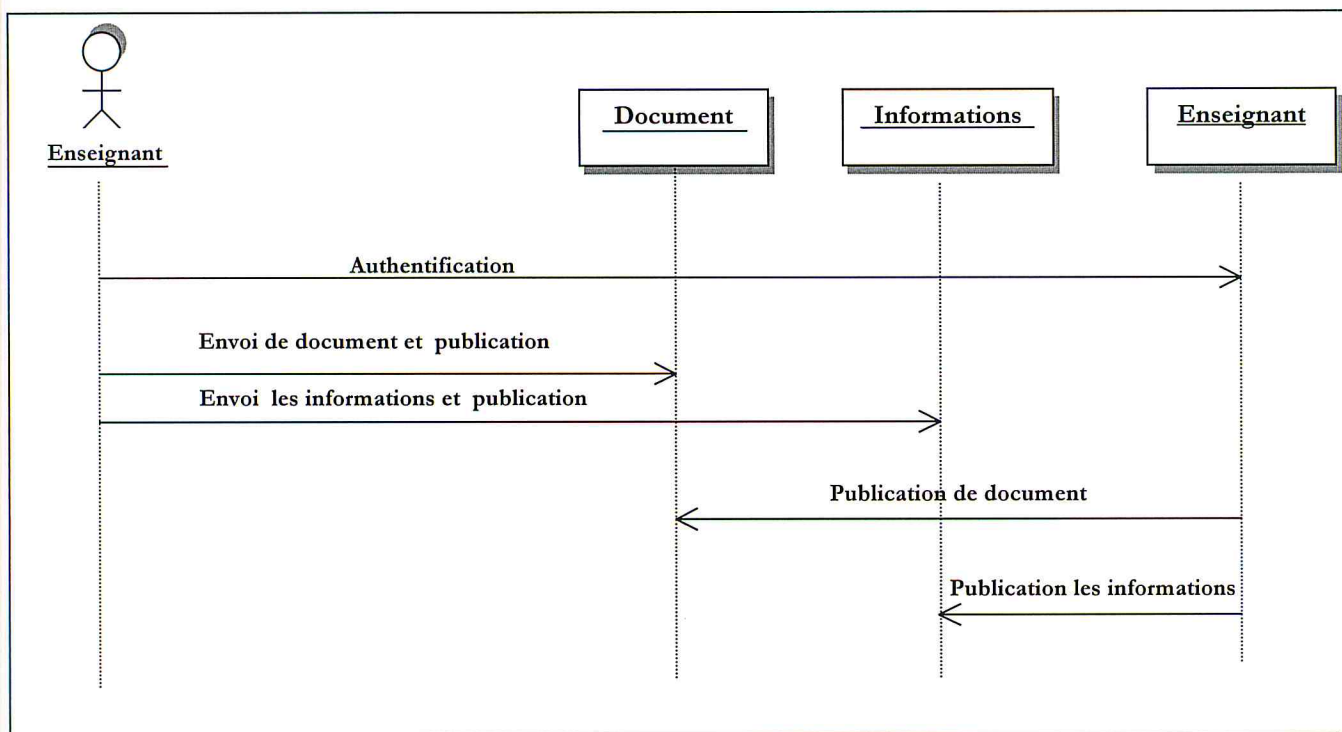 Document
Informations
Enseignant
Enseignant
Authentification
Envoi de document et publication
Envoi les informations et publication
Publication de document
Publication les informations